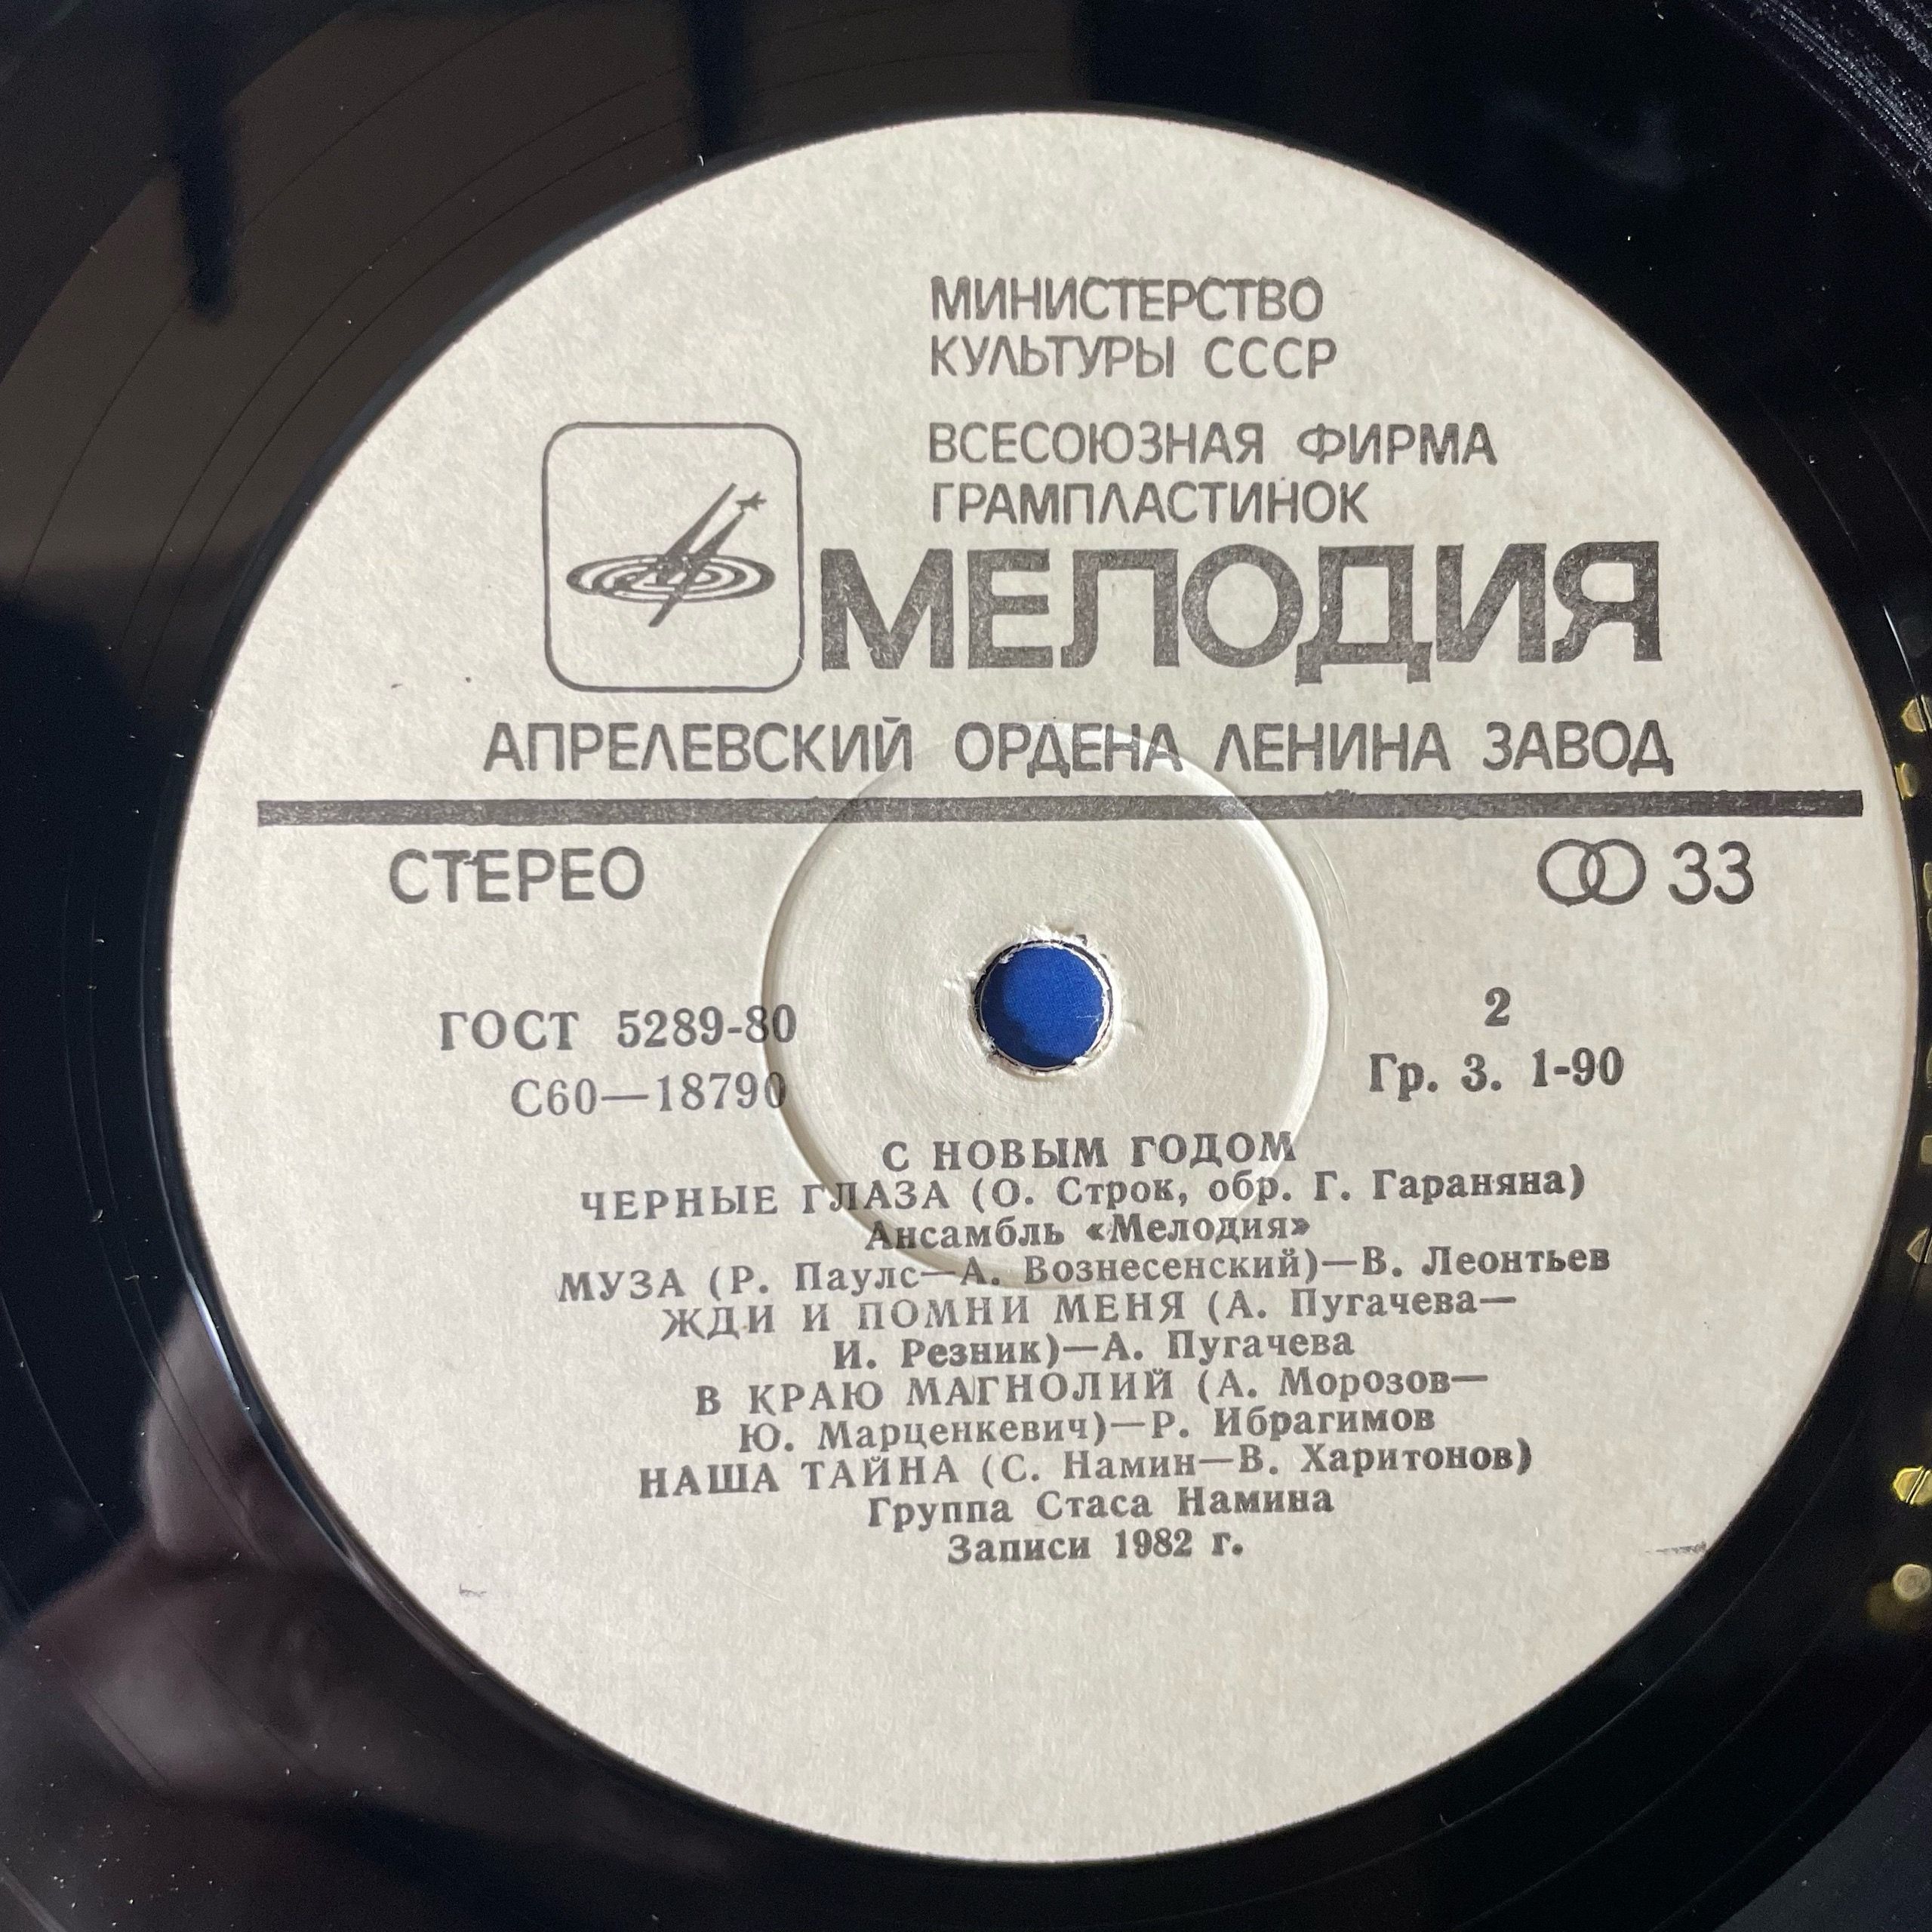 МИНИСТЕРСТВО
КУЛЬТУРЫ СССР
ВСЕСОЮЗНАЯ ФИРМА
ГРАМПЛАСТИНОК
МЕЛОДИЯ
АПРЕЛЕВСКИЙ ОРДЕНА ЛЕНИНА ЗАВОД
СТЕРЕО
33
ГОСТ 5289-80
С60—18790
2
Гр. 3. 1-90
С НОВЫМ ГОДОМ
ЧЕРНЫЕ ГЛАЗА (О. Строк, обр. Г. Гараняна)
Ансамбль «Мелодия»
МУЗА (Р. Паулс—А. Вознесенский)—В. Леонтьев
ЖДИ И ПОМНИ МЕНЯ (А. Пугачева—
И. Резник)—А. Пугачева
В КРАЮ МАГНОЛИЙ (А. Морозов—
Ю. Марценкевич)—Р. Ибрагимов
НАША ТАЙНА (С. Намин—В. Харитонов)
Группа Стаса Намина
Записи 1982 г.